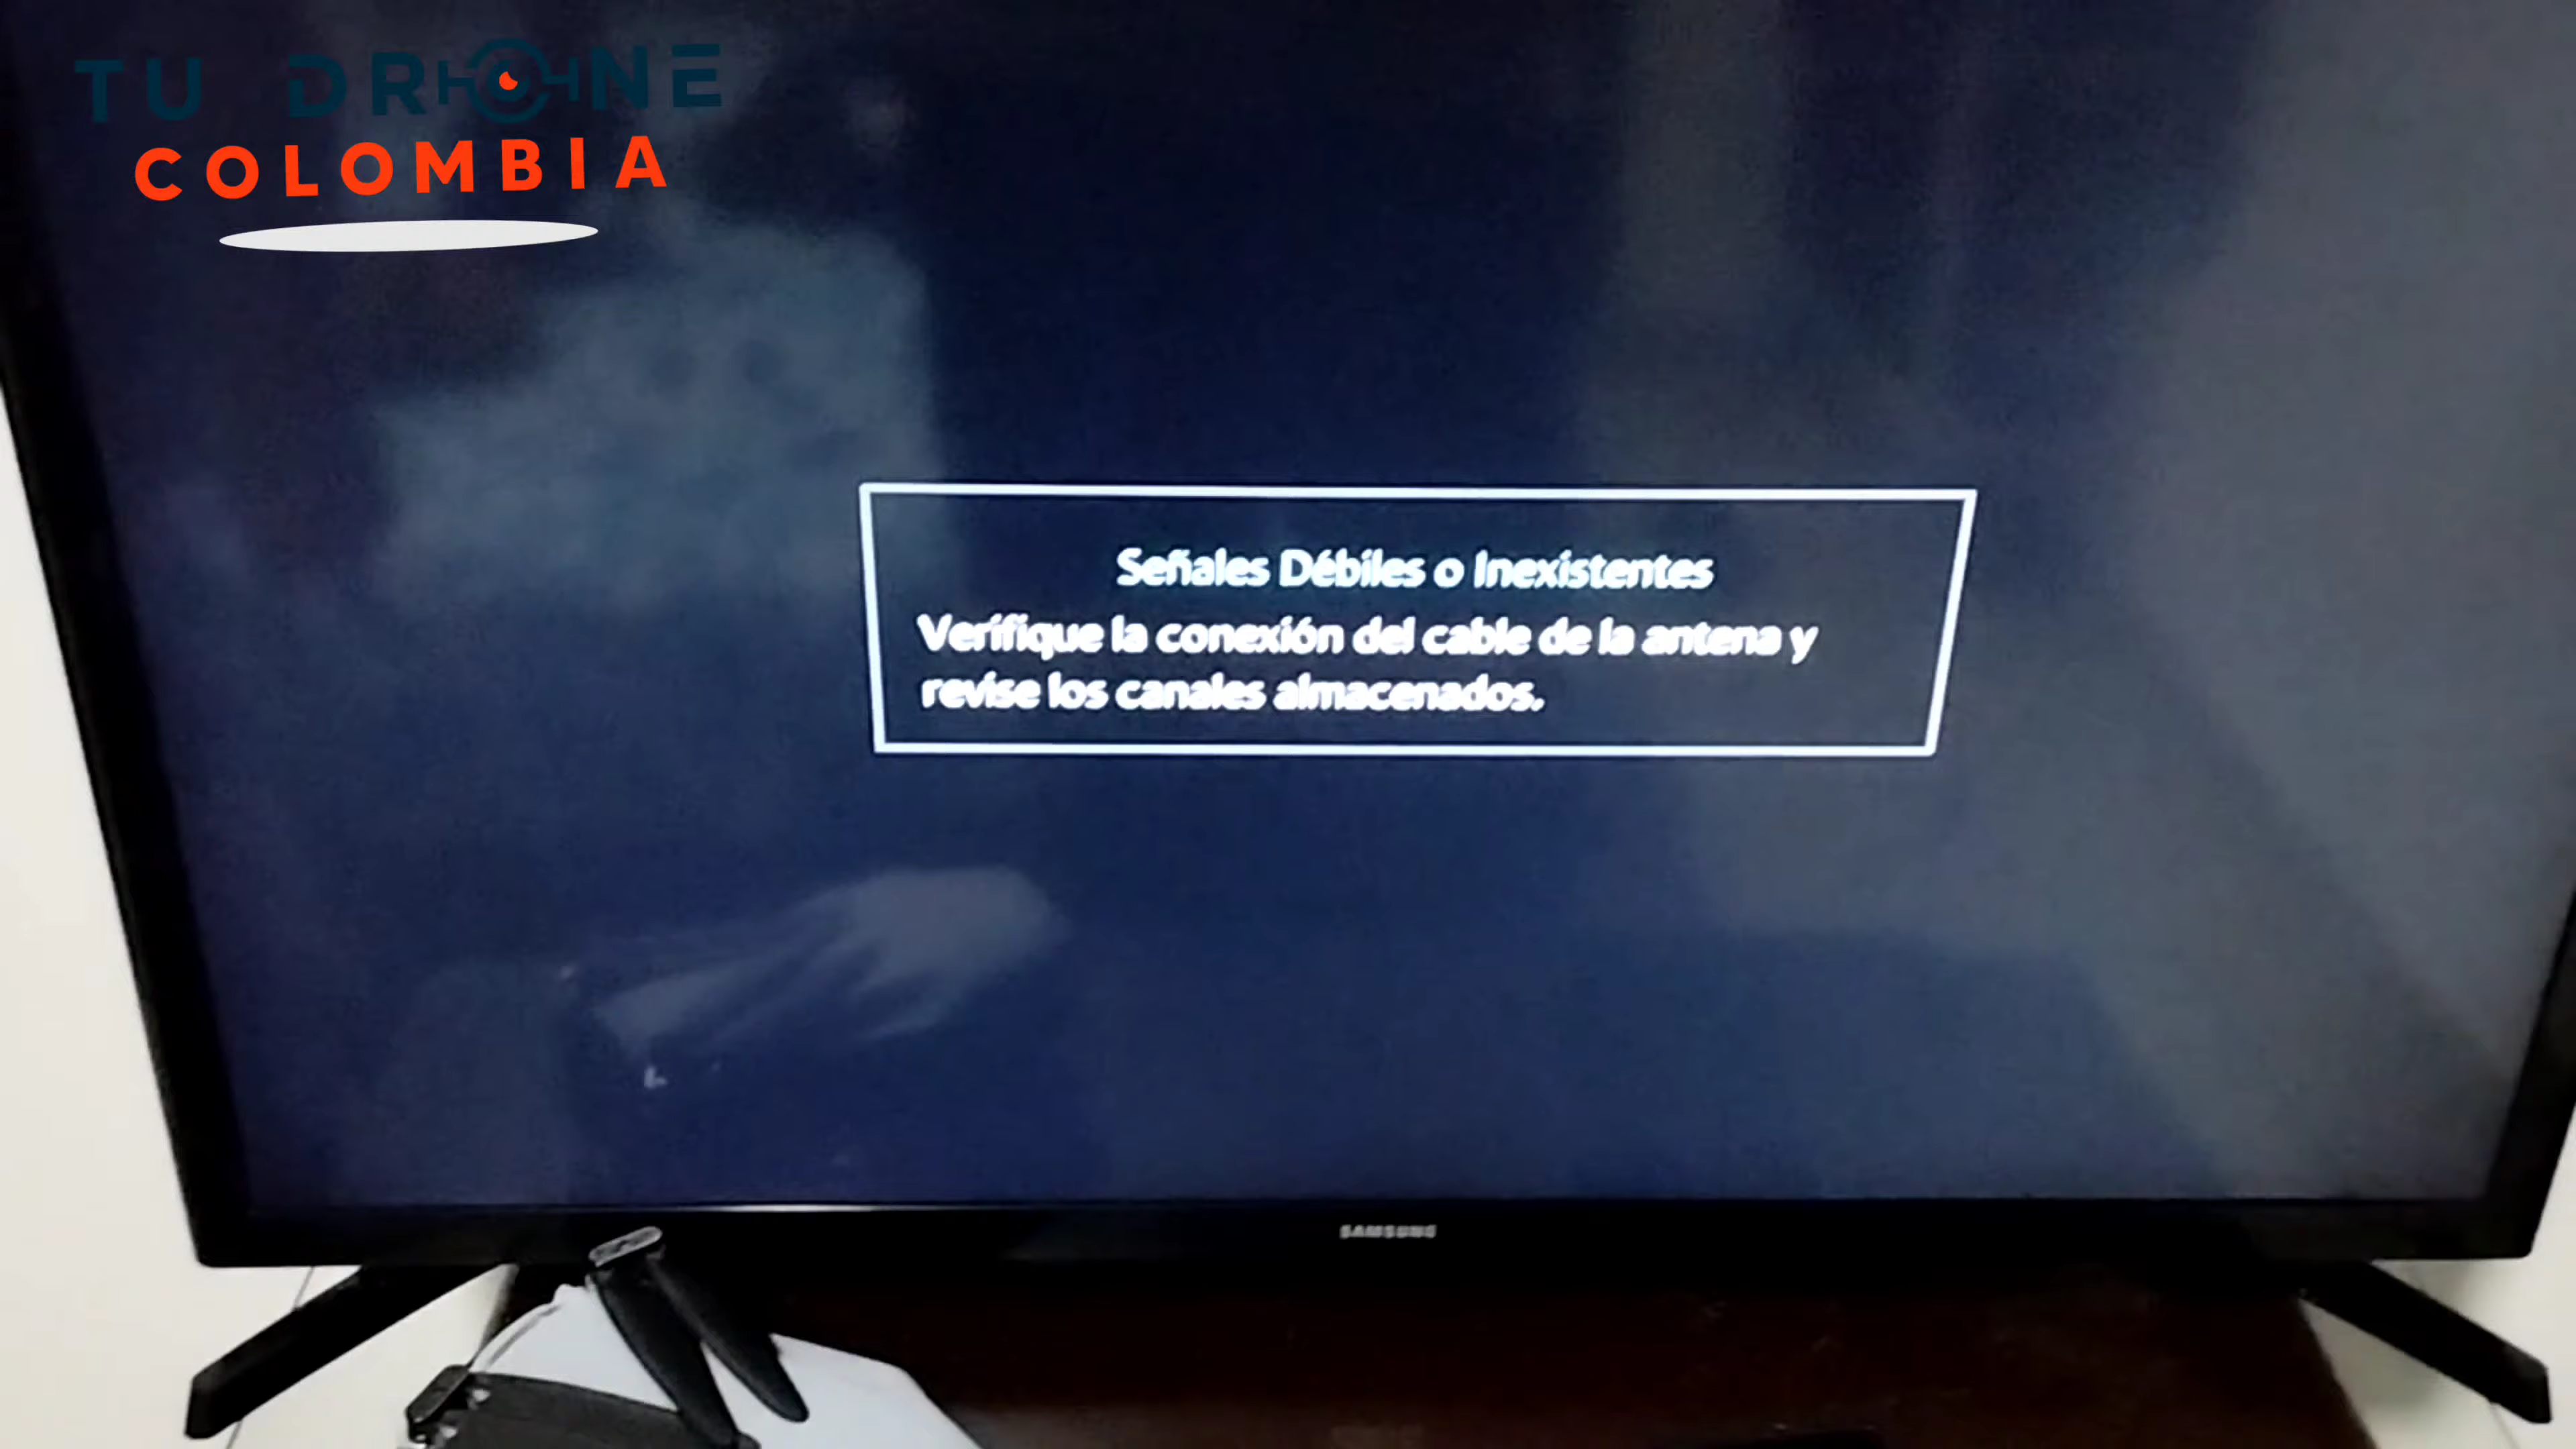 TU DRONE
COLOMBIA
Señales Débiles o Inexistentes
Verifique la conexión del cable de la antena y
revise los canales almacenados.
SAMSUNG